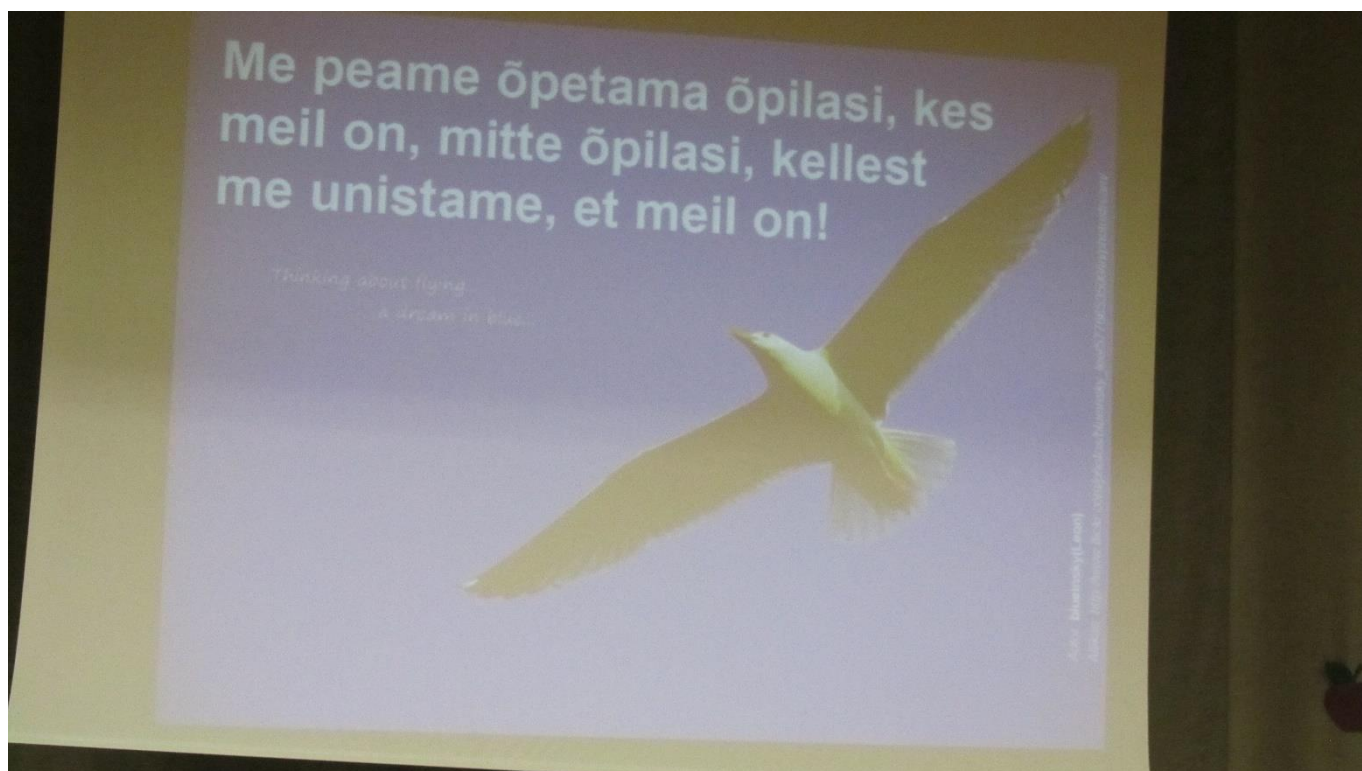 Me peame õpetama õpilasi, kes
meil on, mitte õpilasi, kellest
me unistame, et meil on!
Thinking about flying...
a dream in blue...